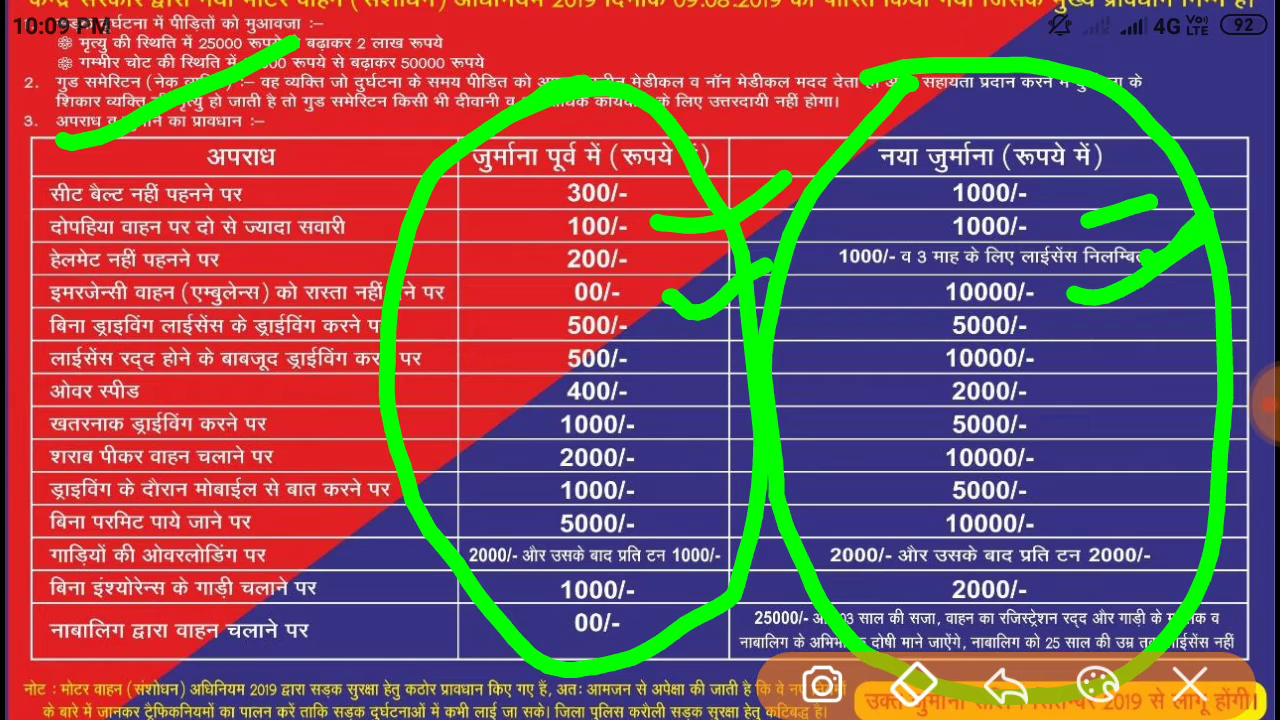 केन्द्र सरकार द्वारा नया मोटर वाहन (संशोधन) अधिनियम 2019 दिनांक 09.08.2019 को पारित किया गया जिसके मुख्य प्रावधान निम्न है।
10:09 PM
4G VoLTE 92
दुर्घटना में पीड़ितों को मुआवजा :–
मृत्यु की स्थिति में 25000 रूपये बढ़ाकर 2 लाख रूपये
गम्भीर चोट की स्थिति में रूपये से बढ़ाकर 50000 रूपये
2. गुड समेरिटन (नेक :– वह व्यक्ति जो दुर्घटना के समय पीडित को मेडीकल व नॉन मेडीकल मदद देता सहायता प्रदान करने में के
शिकार व्यक्ति मृत्यु हो जाती है तो गुड समेरिटन किसी भी दीवानी व के लिए उत्तरदायी नहीं होगा।
3. अपराध व का प्रावधान :–
अपराध जुर्माना पूर्व में (रूपये में) नया जुर्माना (रूपये में)
सीट बैल्ट नहीं पहनने पर 300/- 1000/-
दोपहिया वाहन पर दो से ज्यादा सवारी 100/- 1000/-
हेलमेट नहीं पहनने पर 200/- 1000/- व 3 माह के लिए लाईसेंस निलम्बित
इमरजेन्सी वाहन (एम्बुलेन्स) को रास्ता नहीं पर 00/- 10000/-
बिना ड्राइविंग लाईसेंस के ड्राईविंग करने 500/- 5000/-
लाईसेंस रद्द होने के बाबजूद ड्राईविंग पर 500/- 10000/-
ओवर स्पीड 400/- 2000/-
खतरनाक ड्राईविंग करने पर 1000/- 5000/-
शराब पीकर वाहन चलाने पर 2000/- 10000/-
ड्राइविंग के दौरान मोबाईल से बात करने पर 1000/- 5000/-
बिना परमिट पाये जाने पर 5000/- 10000/-
गाड़ियों की ओवरलोडिंग पर 2000/- और उसके बाद प्रति टन 1000/- 2000/- और उसके बाद प्रति टन 2000/-
बिना इंश्योरेन्स के गाड़ी चलाने पर 1000/- 2000/-
नाबालिग द्वारा वाहन चलाने पर 00/- 25000/- 03 साल की सजा, वाहन का रजिस्ट्रेशन रद्द और गाड़ी के व
नाबालिग के दोषी माने जाऐंगे, नाबालिग को 25 साल की उम्र लाईसेंस नहीं
नोट : मोटर वाहन (संशोधन) अधिनियम 2019 द्वारा सड़क सुरक्षा हेतु कठोर प्रावधान किए गए हैं, अतः आमजन से अपेक्षा की जाती है कि वे
के बारे में जानकर ट्रैफिकनियमों का पालन करें ताकि सड़क दुर्घटनाओं में कमी लाई जा सके। जिला पुलिस करौली सड़क सुरक्षा हेतु कटिबद्ध है।
उक्त जुर्माना 2019 से लागू होंगी।